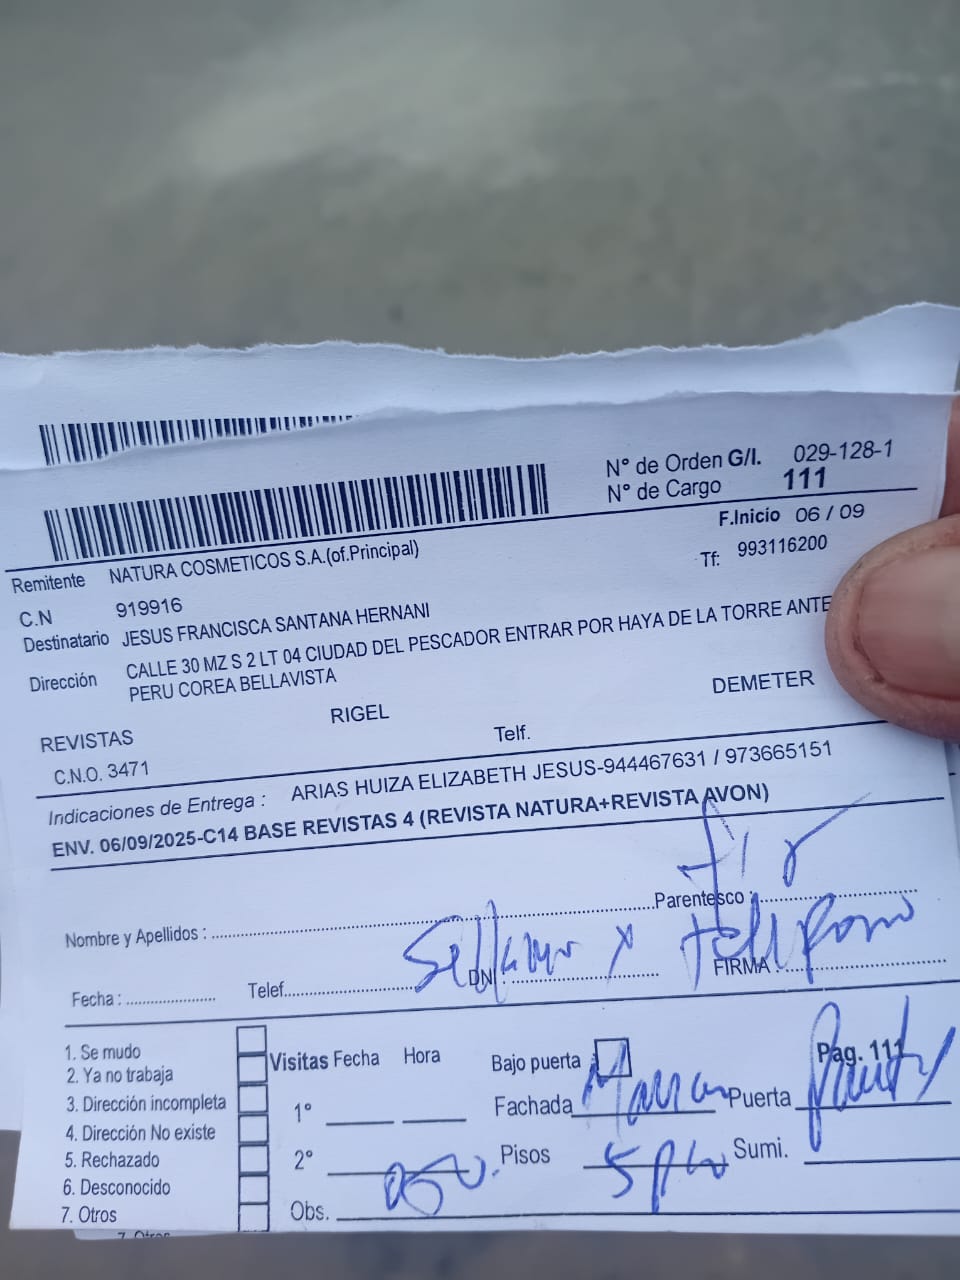 N° de Orden G/I. 029-128-1
N° de Cargo 111
F.Inicio 06 / 09
Remitente NATURA COSMETICOS S.A.(of.Principal)
Tf: 993116200
C.N 919916
Destinatario JESUS FRANCISCA SANTANA HERNANI
Dirección CALLE 30 MZ S 2 LT 04 CIUDAD DEL PESCADOR ENTRAR POR HAYA DE LA TORRE ANTE
PERU COREA BELLAVISTA
REVISTAS RIGEL DEMETER
C.N.O. 3471 Telf.
Indicaciones de Entrega : ARIAS HUIZA ELIZABETH JESUS-944467631 / 973665151
ENV. 06/09/2025-C14 BASE REVISTAS 4 (REVISTA NATURA+REVISTA AVON)
Nombre y Apellidos : Parentesco :
Fecha : Telef. DNI : FIRMA :
1. Se mudo
2. Ya no trabaja
3. Dirección incompleta
4. Dirección No existe
5. Rechazado
6. Desconocido
7. Otros
Visitas Fecha Hora
1°
2°
Obs.
Bajo puerta Pag. 111
Fachada Puerta
Pisos Sumi.
7. Otros